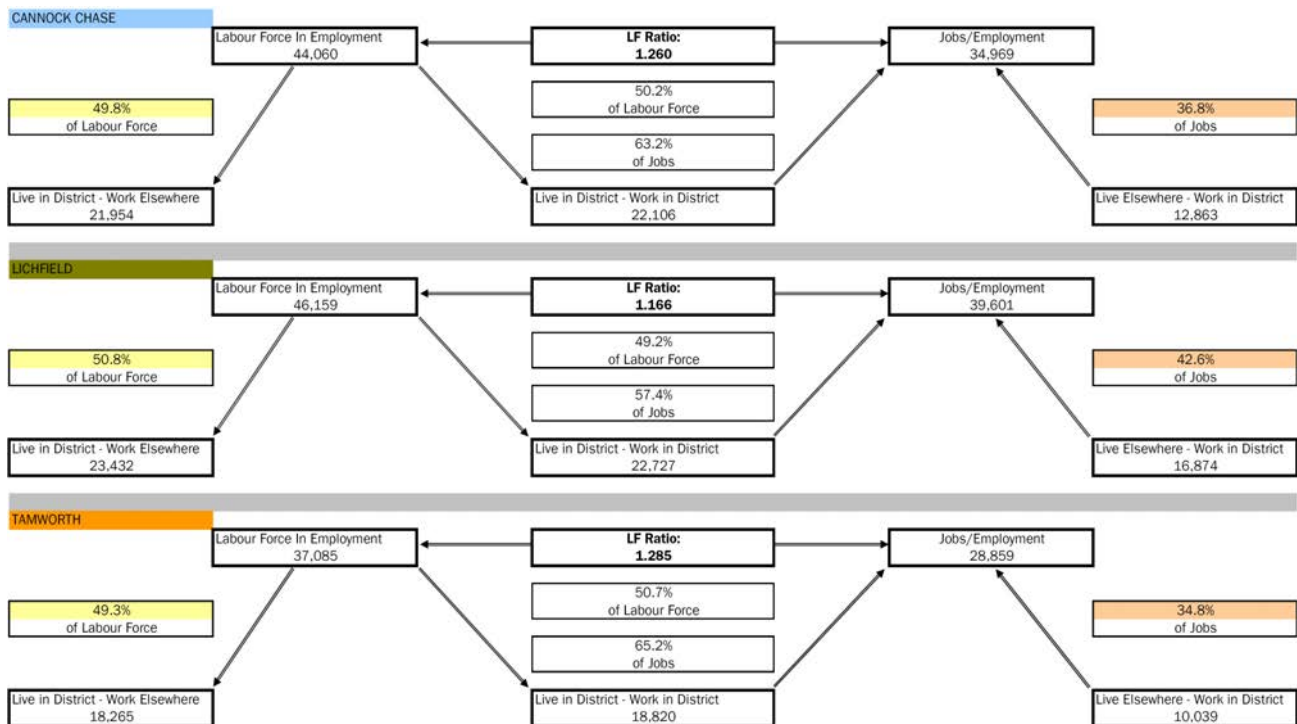 CANNOCK CHASE
Labour Force In Employment
44,060
LF Ratio:
1.260
Jobs/Employment
34,969
49.8%
of Labour Force
50.2%
of Labour Force
36.8%
of Jobs
63.2%
of Jobs
Live in District - Work Elsewhere
21,954
Live in District - Work in District
22,106
Live Elsewhere - Work in District
12,863
LICHFIELD
Labour Force In Employment
46,159
LF Ratio:
1.166
Jobs/Employment
39,601
50.8%
of Labour Force
49.2%
of Labour Force
42.6%
of Jobs
57.4%
of Jobs
Live in District - Work Elsewhere
23,432
Live in District - Work in District
22,727
Live Elsewhere - Work in District
16,874
TAMWORTH
Labour Force In Employment
37,085
LF Ratio:
1.285
Jobs/Employment
28,859
49.3%
of Labour Force
50.7%
of Labour Force
34.8%
of Jobs
65.2%
of Jobs
Live in District - Work Elsewhere
18,265
Live in District - Work in District
18,820
Live Elsewhere - Work in District
10,039